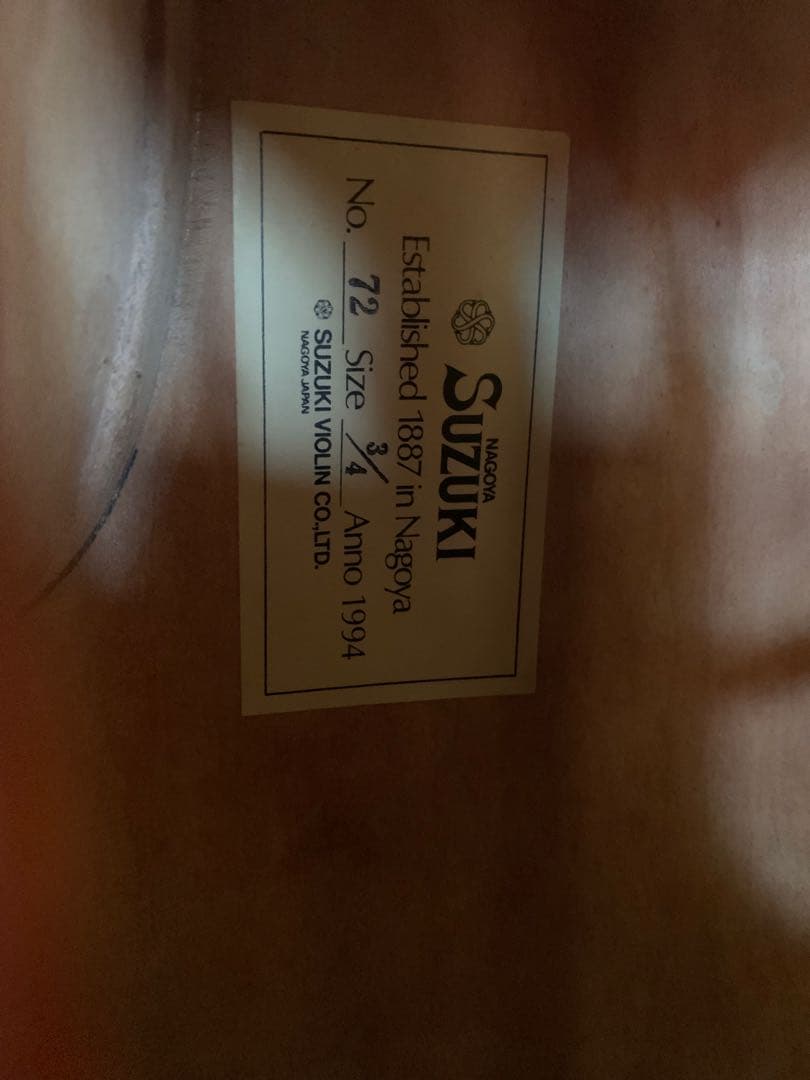 NAGOYA
SUZUKI
Established 1887 in Nagoya
No. 72 Size 3/4 Anno 1994
SUZUKI VIOLIN CO.,LTD.
NAGOYA JAPAN